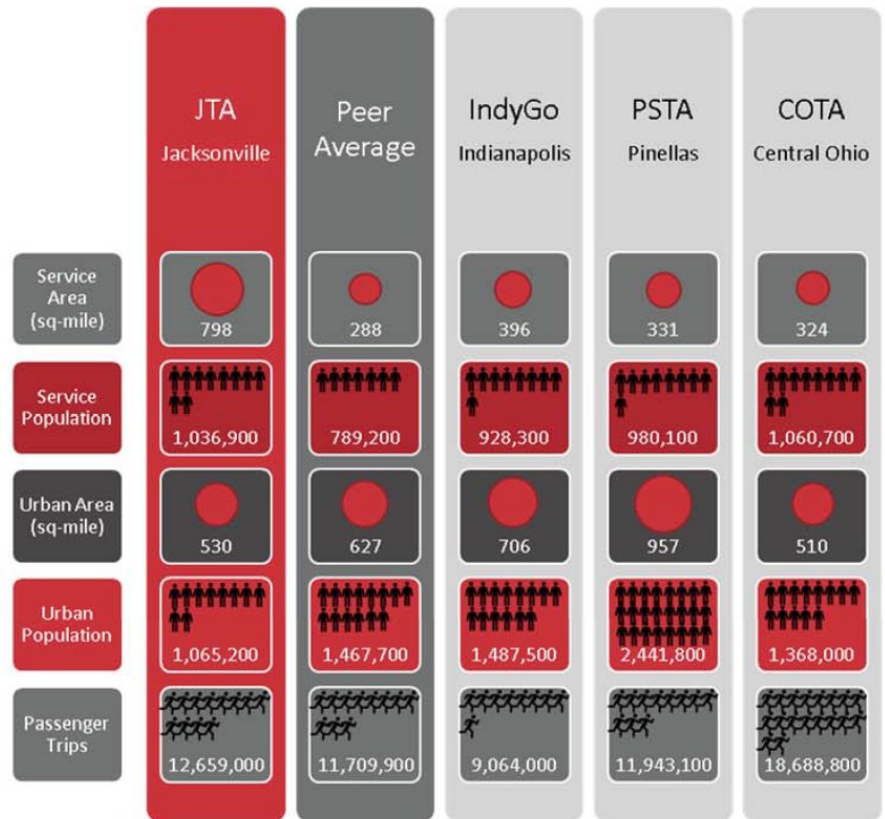 JTA
Jacksonville
Peer
Average
IndyGo
Indianapolis
PSTA
Pinellas
COTA
Central Ohio
Service
Area
(sq-mile)
798
288
396
331
324
Service
Population
1,036,900
789,200
928,300
980,100
1,060,700
Urban Area
(sq-mile)
530
627
706
957
510
Urban
Population
1,065,200
1,467,700
1,487,500
2,441,800
1,368,000
Passenger
Trips
12,659,000
11,709,900
9,064,000
11,943,100
18,688,800